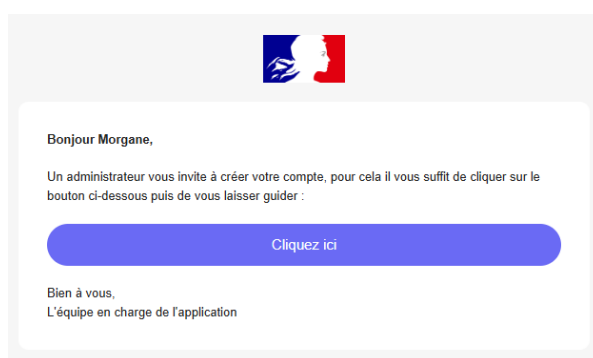 Bonjour Morgane,
Un administrateur vous invite à créer votre compte, pour cela il vous suffit de cliquer sur le
bouton ci-dessous puis de vous laisser guider :
Cliquez ici
Bien à vous,
L'équipe en charge de l'application